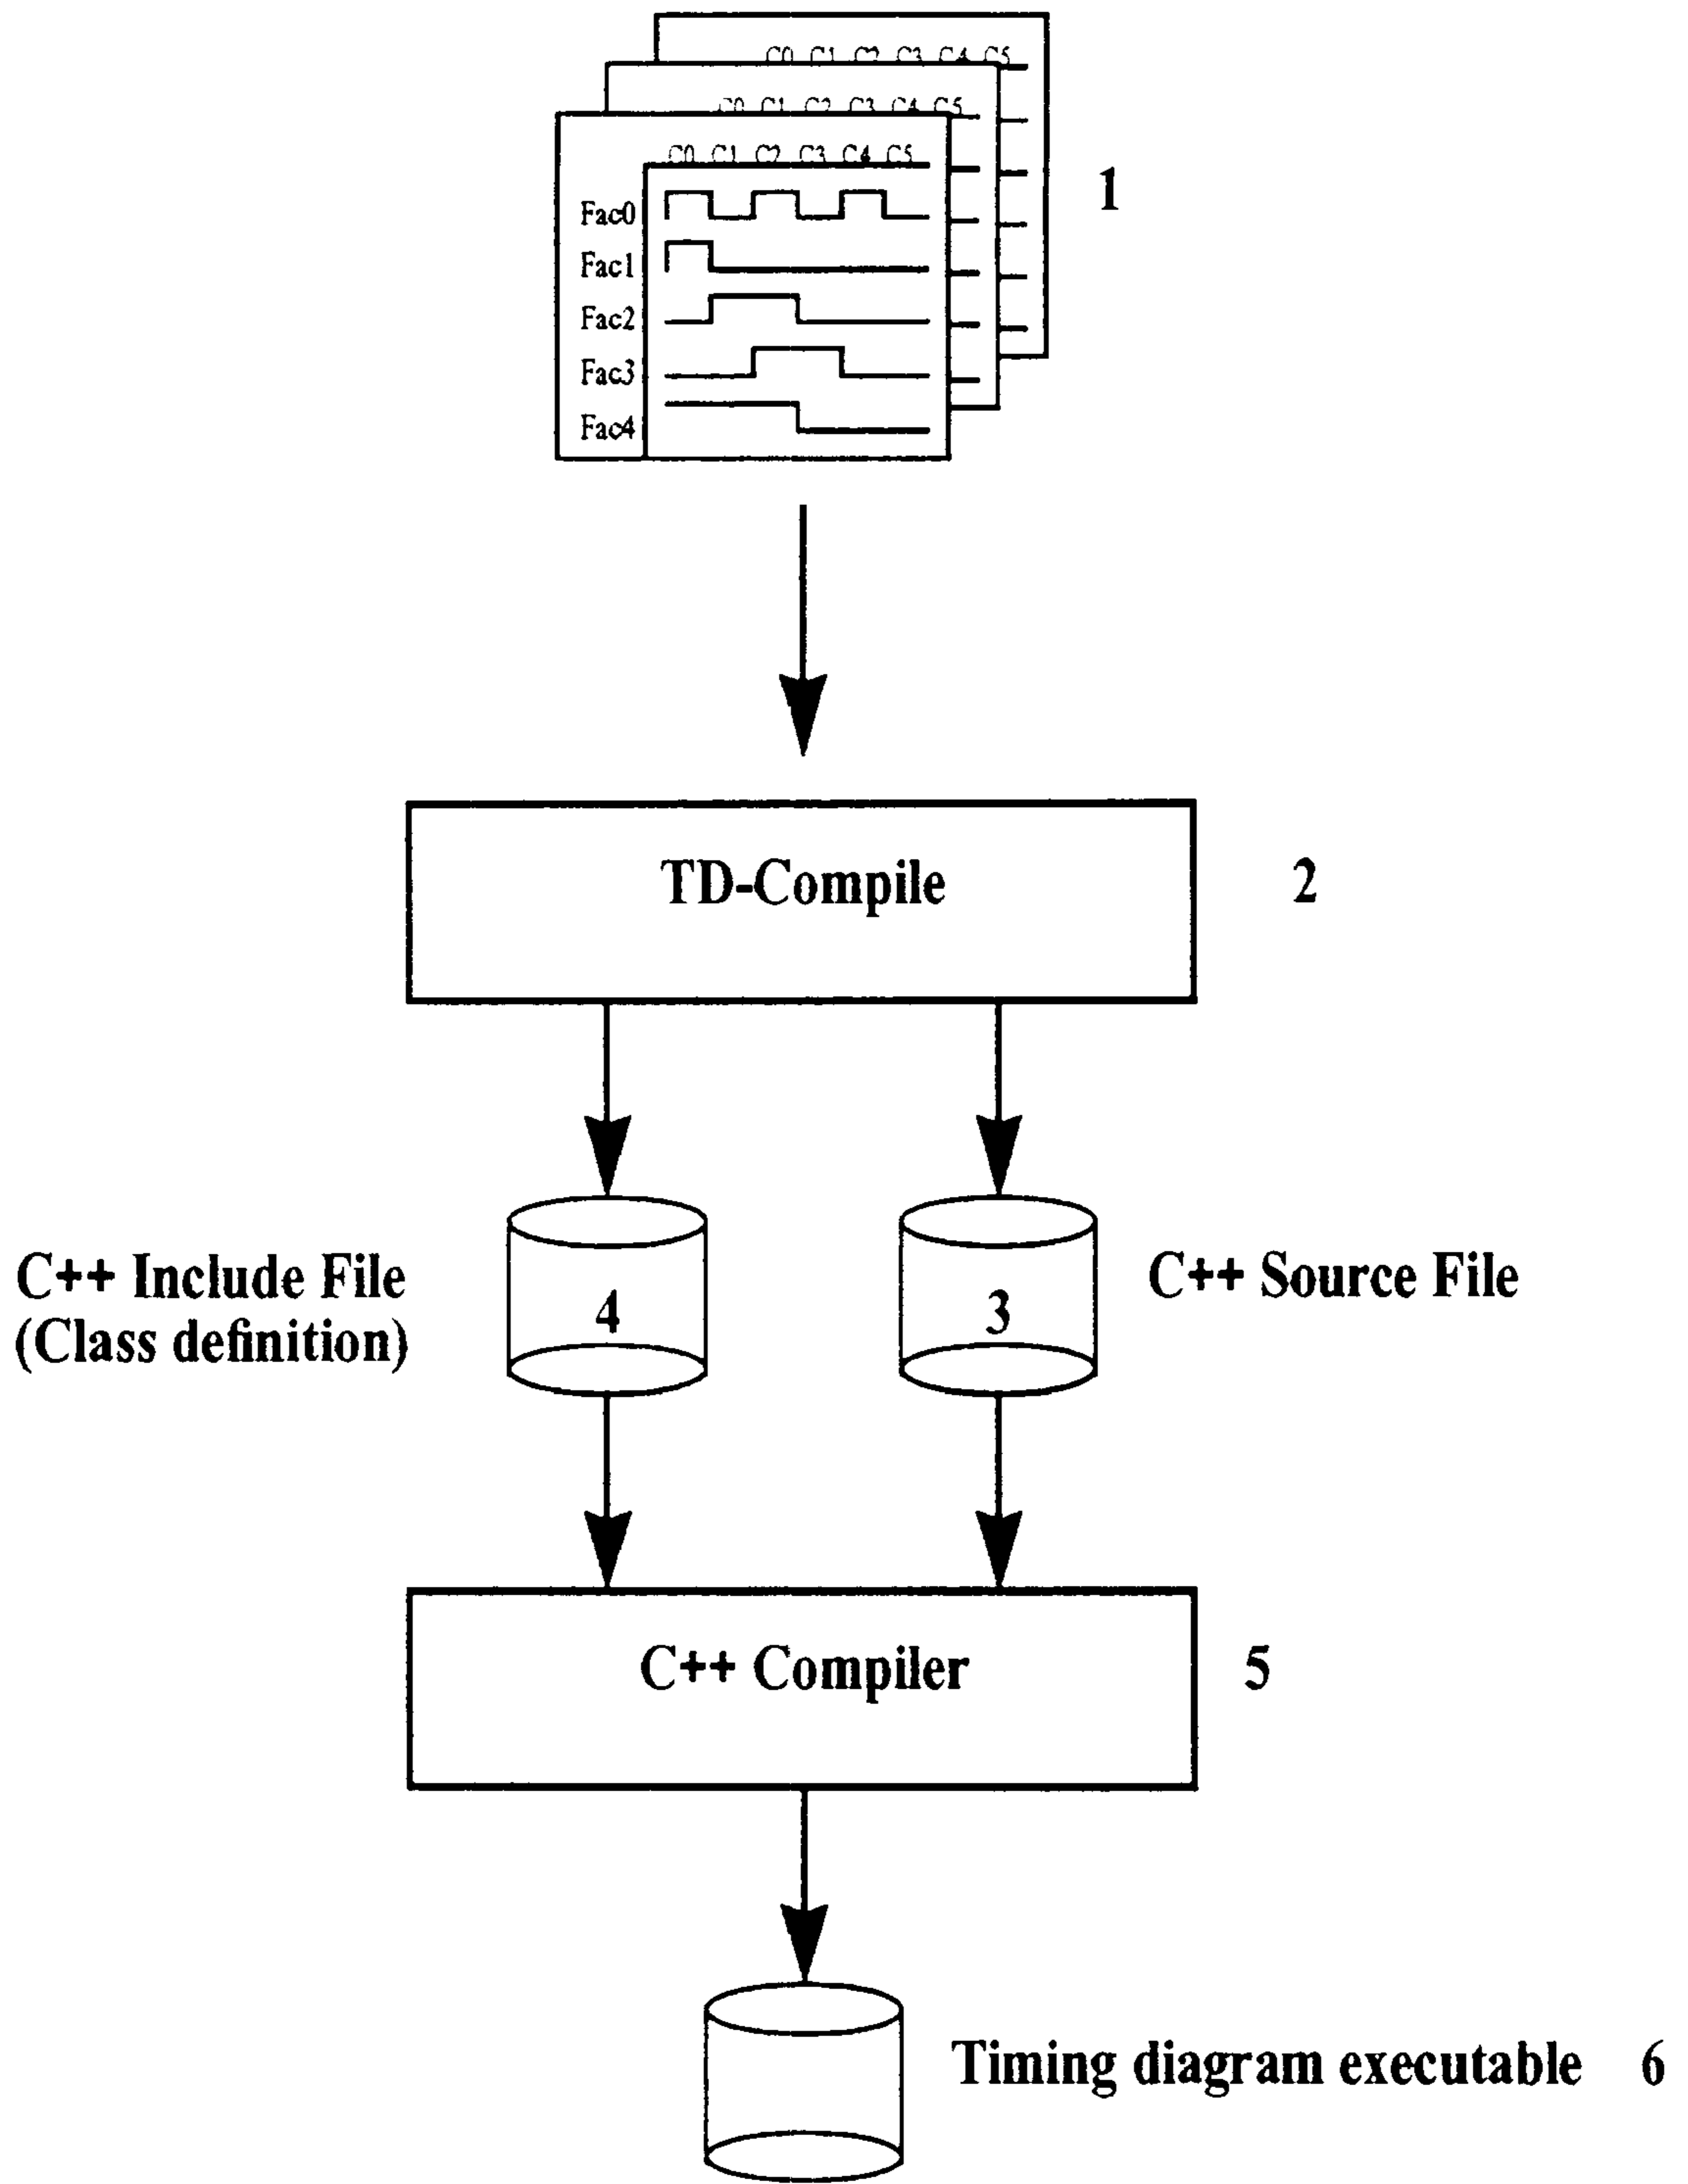 C0 C1 C2 C3 C4 C5
C0 C1 C2 C3 C4 C5
C0 C1 C2 C3 C4 C5
1
Fac0
Fac1
Fac2
Fac3
Fac4
TD-Compile 2
C++ Include File
(Class definition)
4
3
C++ Source File
C++ Compiler 5
Timing diagram executable 6